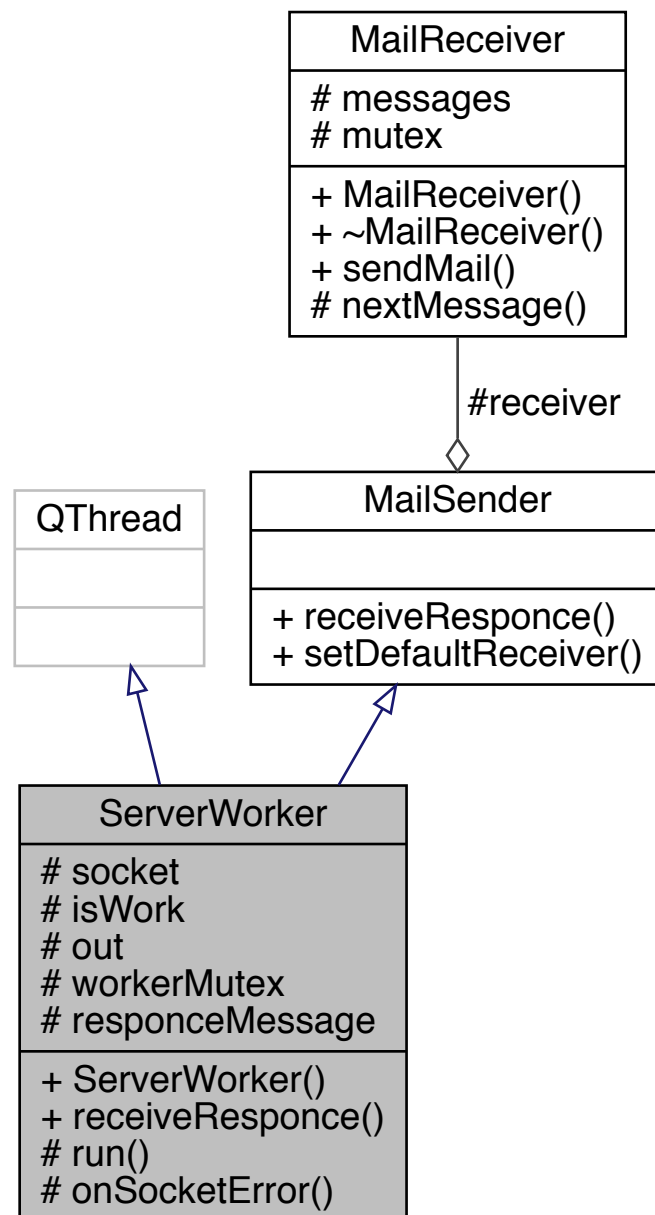 MailReceiver
# messages
# mutex
+ MailReceiver()
+ ~MailReceiver()
+ sendMail()
# nextMessage()
#receiver
QThread
MailSender
+ receiveResponce()
+ setDefaultReceiver()
ServerWorker
# socket
# isWork
# out
# workerMutex
# responceMessage
+ ServerWorker()
+ receiveResponce()
# run()
# onSocketError()